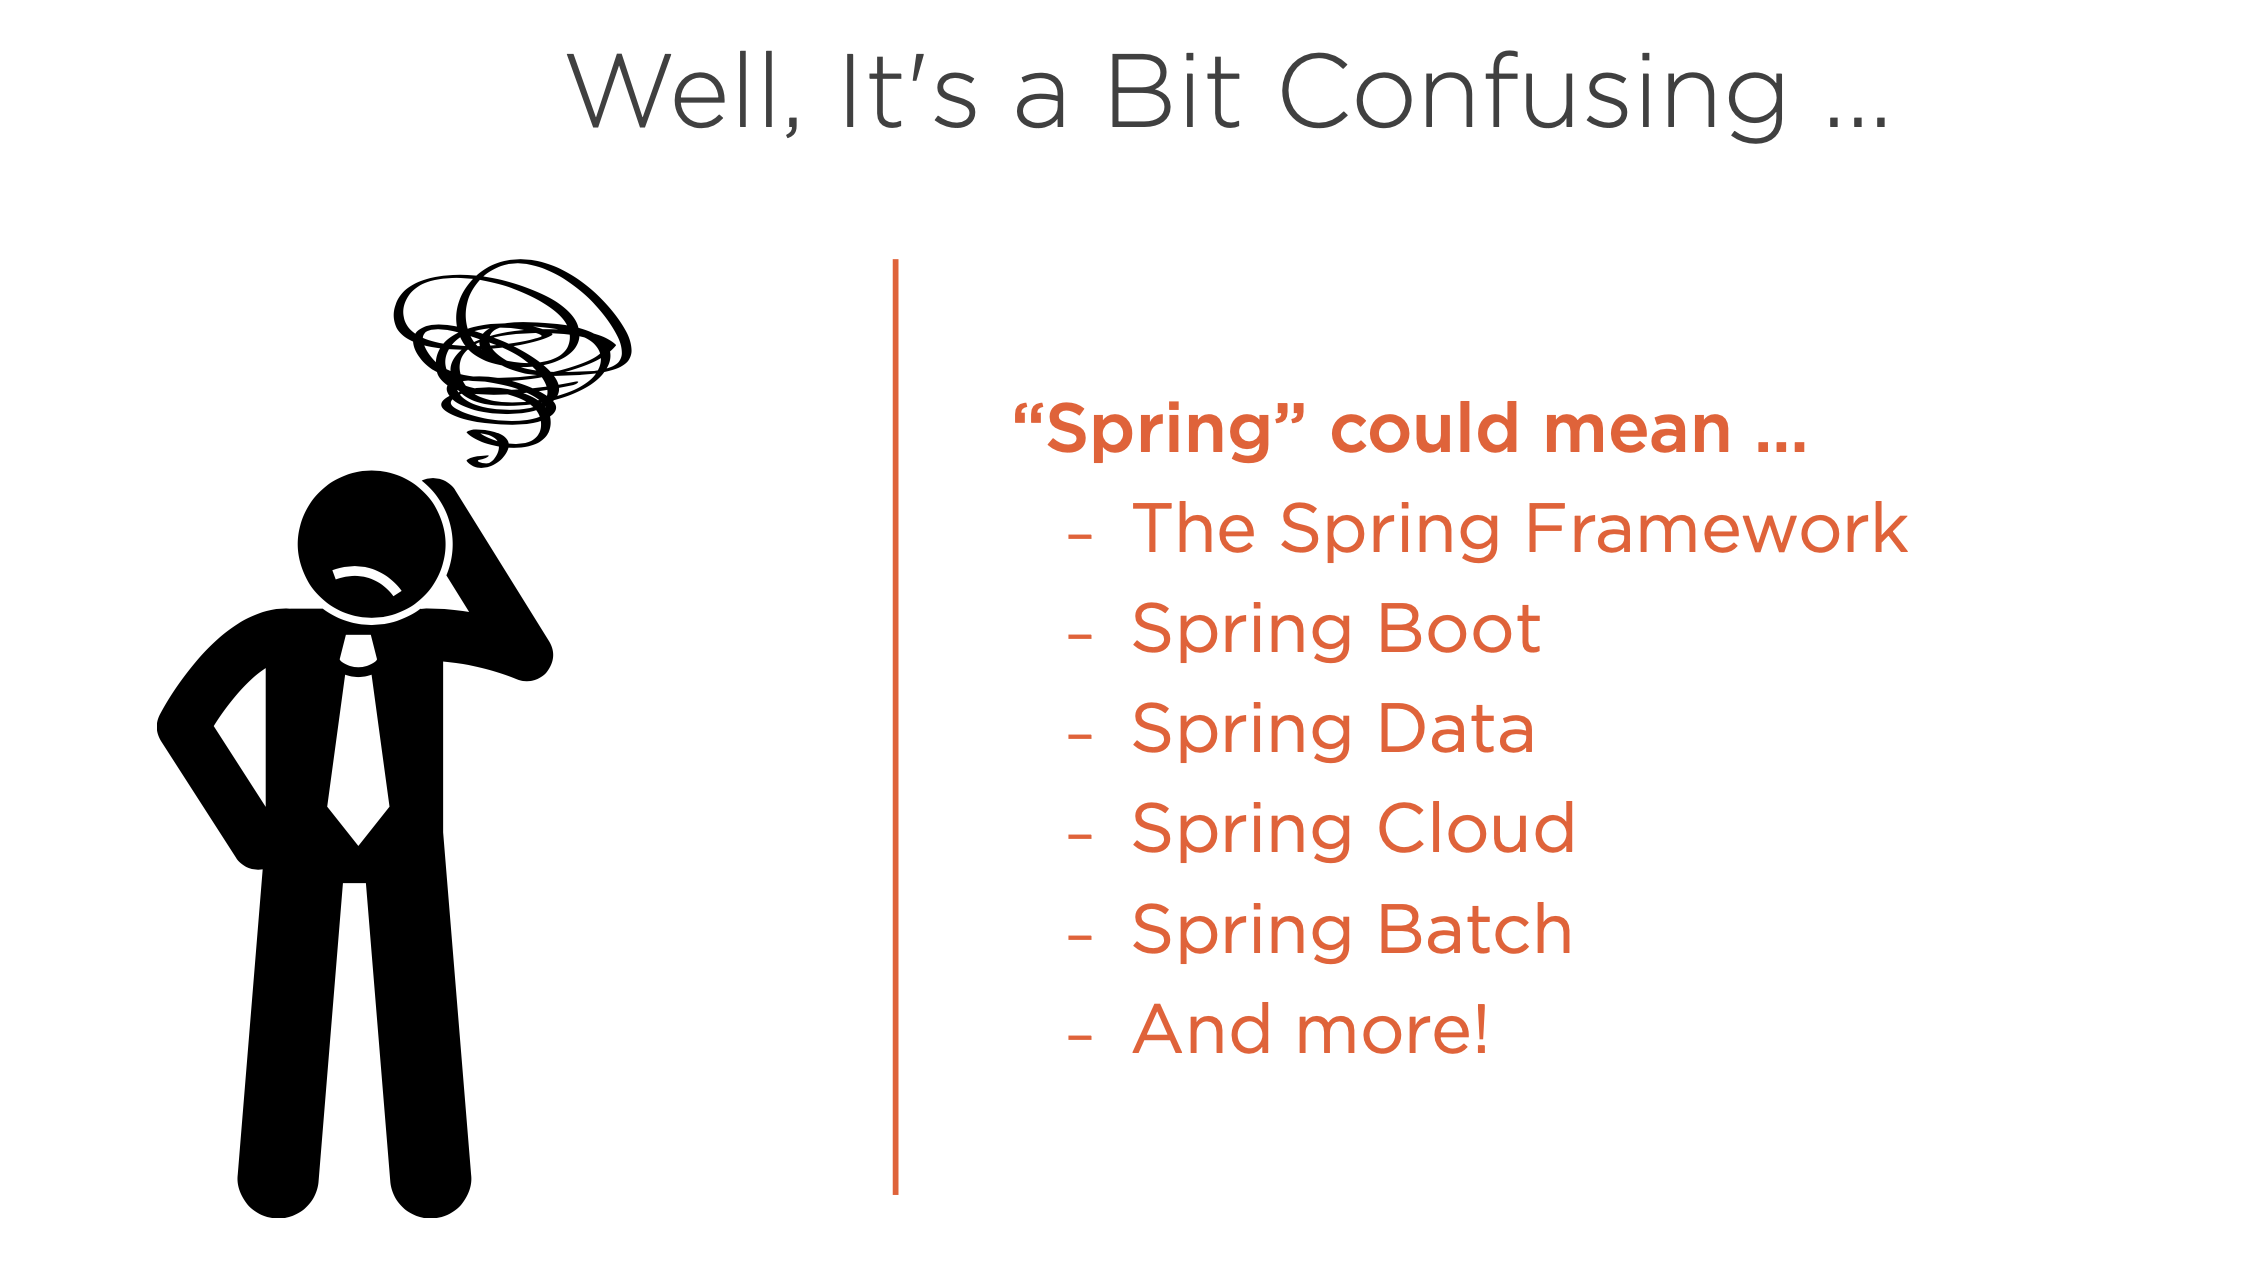 Well, It's a Bit Confusing ...
“Spring” could mean ...
- The Spring Framework
- Spring Boot
- Spring Data
- Spring Cloud
- Spring Batch
- And more!